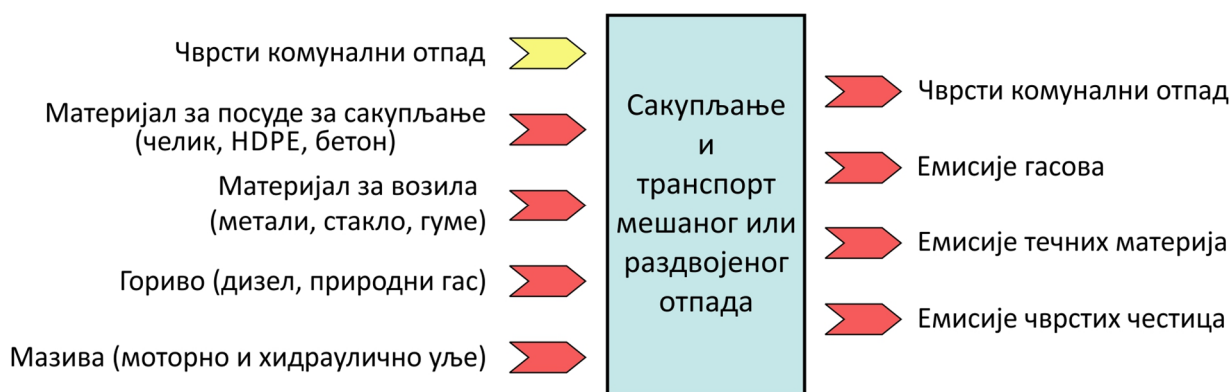 Чврсти комунални отпад
Материјал за посуде за сакупљање
(челик, HDPE, бетон)
Материјал за возила
(метали, стакло, гуме)
Гориво (дизел, природни гас)
Мазива (моторно и хидраулично уље)
Сакупљање
и
транспорт
мешаног или
раздвојеног
отпада
Чврсти комунални отпад
Емисије гасова
Емисије течних материја
Емисије чврстих честица